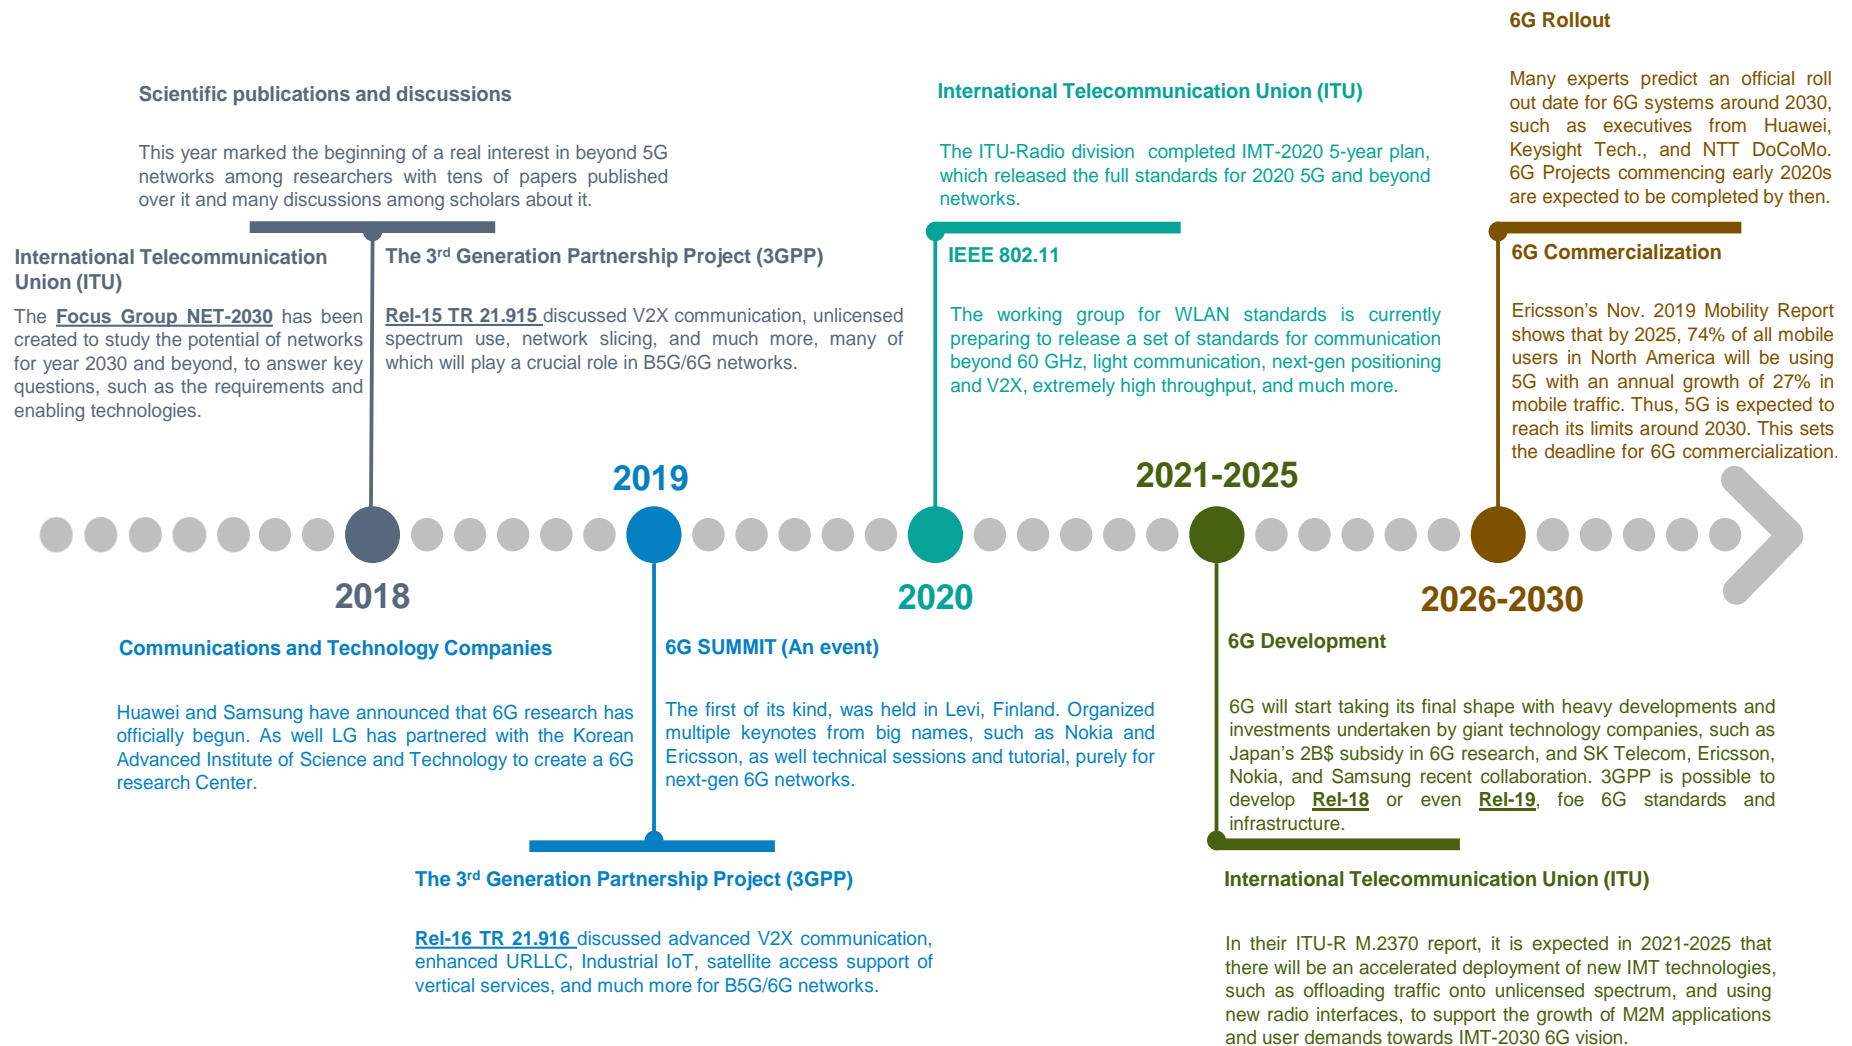 Scientific publications and discussions
This year marked the beginning of a real interest in beyond 5G
networks among researchers with tens of papers published
over it and many discussions among scholars about it.
International Telecommunication
Union (ITU)
The Focus Group NET-2030 has been
created to study the potential of networks
for year 2030 and beyond, to answer key
questions, such as the requirements and
enabling technologies.
The 3rd Generation Partnership Project (3GPP)
Rel-15 TR 21.915 discussed V2X communication, unlicensed
spectrum use, network slicing, and much more, many of
which will play a crucial role in B5G/6G networks.
2018
2019
Communications and Technology Companies
Huawei and Samsung have announced that 6G research has
officially begun. As well LG has partnered with the Korean
Advanced Institute of Science and Technology to create a 6G
research Center.
6G SUMMIT (An event)
The first of its kind, was held in Levi, Finland. Organized
multiple keynotes from big names, such as Nokia and
Ericsson, as well technical sessions and tutorial, purely for
next-gen 6G networks.
The 3rd Generation Partnership Project (3GPP)
Rel-16 TR 21.916 discussed advanced V2X communication,
enhanced URLLC, Industrial IoT, satellite access support of
vertical services, and much more for B5G/6G networks.
International Telecommunication Union (ITU)
The ITU-Radio division completed IMT-2020 5-year plan,
which released the full standards for 2020 5G and beyond
networks.
IEEE 802.11
The working group for WLAN standards is currently
preparing to release a set of standards for communication
beyond 60 GHz, light communication, next-gen positioning
and V2X, extremely high throughput, and much more.
2020
2021-2025
6G Development
6G will start taking its final shape with heavy developments and
investments undertaken by giant technology companies, such as
Japan's 2B$ subsidy in 6G research, and SK Telecom, Ericsson,
Nokia, and Samsung recent collaboration. 3GPP is possible to
develop Rel-18 or even Rel-19, foe 6G standards and
infrastructure.
International Telecommunication Union (ITU)
In their ITU-R M.2370 report, it is expected in 2021-2025 that
there will be an accelerated deployment of new IMT technologies,
such as offloading traffic onto unlicensed spectrum, and using
new radio interfaces, to support the growth of M2M applications
and user demands towards IMT-2030 6G vision.
6G Rollout
Many experts predict an official roll
out date for 6G systems around 2030,
such as executives from Huawei,
Keysight Tech., and NTT DoCoMo.
6G Projects commencing early 2020s
are expected to be completed by then.
6G Commercialization
Ericsson's Nov. 2019 Mobility Report
shows that by 2025, 74% of all mobile
users in North America will be using
5G with an annual growth of 27% in
mobile traffic. Thus, 5G is expected to
reach its limits around 2030. This sets
the deadline for 6G commercialization.
2026-2030